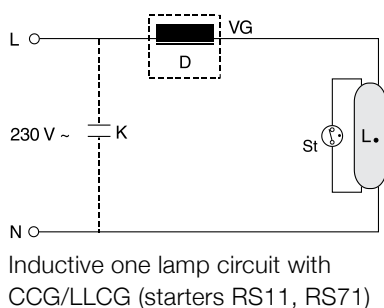 L
VG
D
230 V ~
K
St
L
N
Inductive one lamp circuit with
CCG/LLCG (starters RS11, RS71)